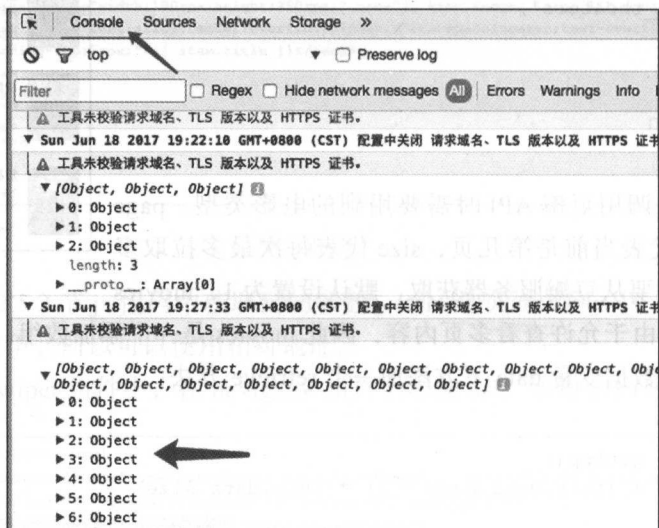 Console Sources Network Storage »
top Preserve log
Filter Regex Hide network messages All Errors Warnings Info
工具未校验请求域名、TLS 版本以及 HTTPS 证书。
▼ Sun Jun 18 2017 19:22:10 GMT+0800 (CST) 配置中关闭 请求域名、TLS 版本以及 HTTPS 证书
工具未校验请求域名、TLS 版本以及 HTTPS 证书。
▼ [Object, Object, Object]
▶ 0: Object
▶ 1: Object
▶ 2: Object
length: 3
▶ __proto__: Array[0]
▼ Sun Jun 18 2017 19:27:33 GMT+0800 (CST) 配置中关闭 请求域名、TLS 版本以及 HTTPS 证书
工具未校验请求域名、TLS 版本以及 HTTPS 证书。
▼ [Object, Object, Object, Object, Object, Object, Object, Object, Object, Object, Obje
Object, Object, Object, Object, Object, Object, Object]
▶ 0: Object
▶ 1: Object
▶ 2: Object
▶ 3: Object
▶ 4: Object
▶ 5: Object
▶ 6: Object